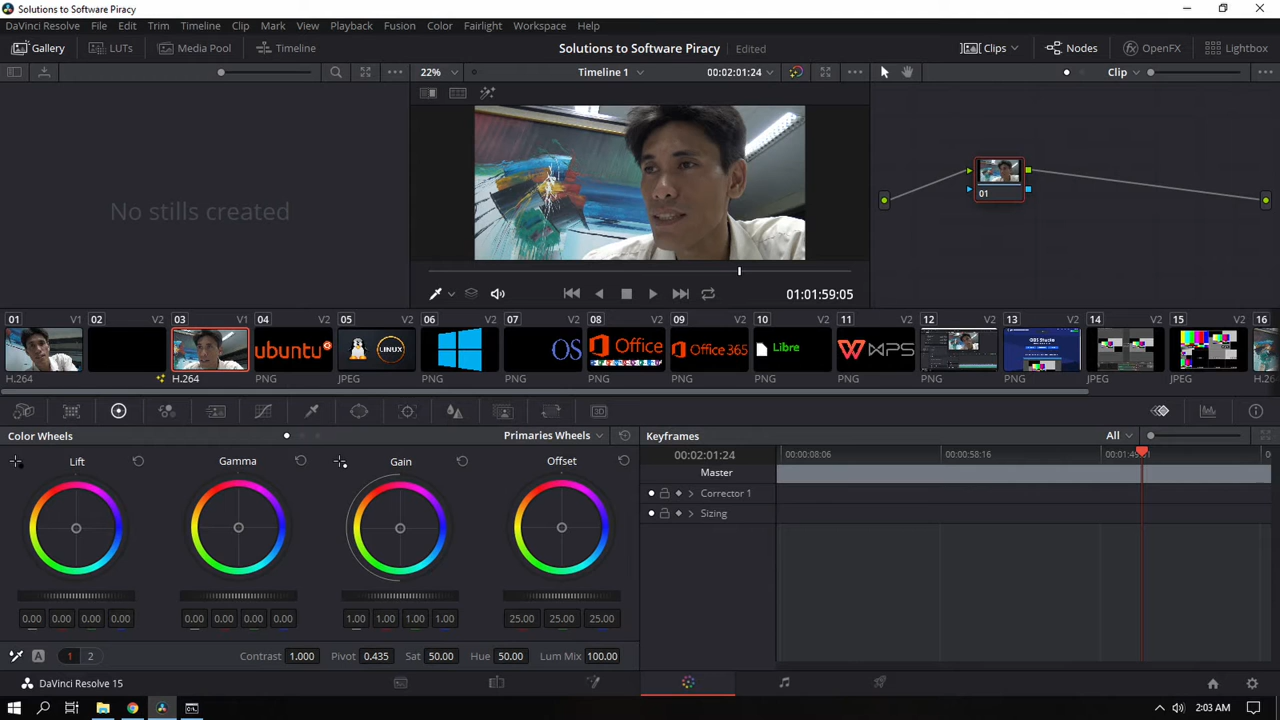 Solutions to Software Piracy
DaVinci Resolve File Edit Trim Timeline Clip Mark View Playback Fusion Color Fairlight Workspace Help
Gallery LUTs Media Pool Timeline Solutions to Software Piracy Edited Clips Nodes OpenFX Lightbox
22% Timeline 1 00:02:01:24 Clip
No stills created
01
01:01:59:05
01 V1 02 03 V1 04 V2 05 V2 06 V2 07 V2 08 V2 09 V2 10 V2 11 V2 12 V2 13 V2 14 V2 15 V2 16
ubuntu LINUX OS Office Office 365 Libre WPS OBS Studio
H.264 H.264 PNG JPEG PNG PNG PNG PNG PNG PNG PNG PNG JPEG JPEG H.26
Color Wheels Primaries Wheels Keyframes All
Lift Gamma Gain Offset
00:02:01:24 00:00:08:06 00:00:58:16 00:01:49:
Master
Corrector 1
Sizing
0.00 0.00 0.00 0.00 0.00 0.00 0.00 0.00 1.00 1.00 1.00 1.00 25.00 25.00 25.00
A 1 2 Contrast 1.000 Pivot 0.435 Sat 50.00 Hue 50.00 Lum Mix 100.00
DaVinci Resolve 15
2:03 AM